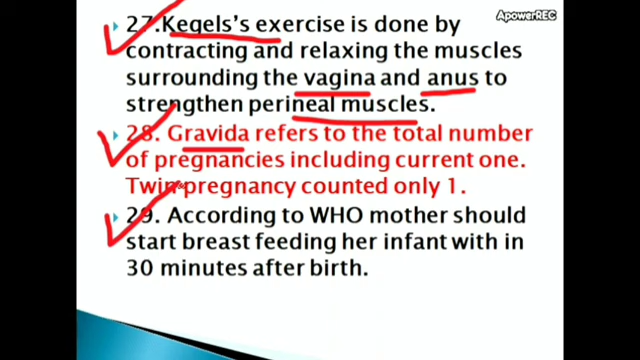 ApowerREC
27.Kegels's exercise is done by
contracting and relaxing the muscles
surrounding the vagina and anus to
strengthen perineal muscles.
28. Gravida refers to the total number
of pregnancies including current one.
Twin pregnancy counted only 1.
29. According to WHO mother should
start breast feeding her infant with in
30 minutes after birth.